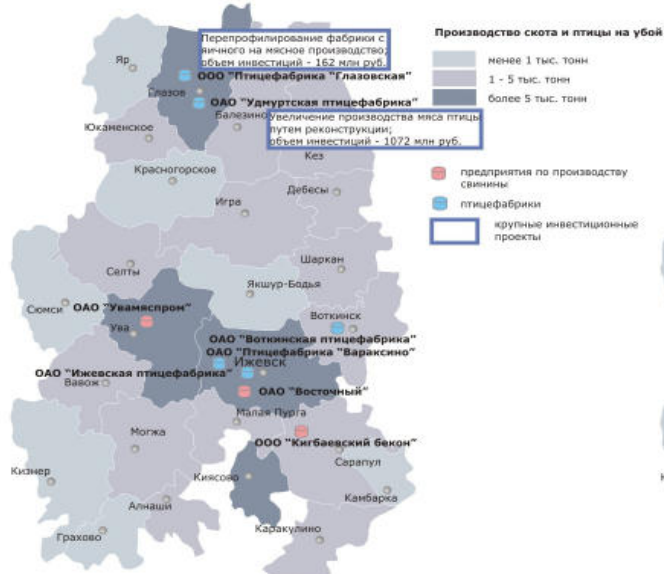 Производство скота и птицы на убой
Перепрофилирование фабрики с
яичного на мясное производство;
объем инвестиций - 162 млн руб.
Яр
менее 1 тыс. тонн
ООО "Птицефабрика "Глазовская"
1 - 5 тыс. тонн
Глазов
ОАО "Удмуртская птицефабрика"
более 5 тыс. тонн
Балезино
Увеличение производства мяса птицы
путем реконструкции;
объем инвестиций - 1072 млн руб.
Юкаменское
Кез
Красногорское
предприятия по производству
свинины
Дебесы
птицефабрики
Игра
крупные инвестиционные
проекты
Шаркан
Селты
Якшур-Бодья
Сюмси
ОАО "Увамяспром"
Воткинск
Ува
ОАО "Воткинская птицефабрика"
ОАО "Птицефабрика "Вараксино"
Ижевск
ОАО "Ижевская птицефабрика"
Вавож
ОАО "Восточный"
Малая Пурга
Можга
ООО "Кигбаевский бекон"
Сарапул
Кизнер
Киясово
Камбарка
Алнаши
Грахово
Каракулино